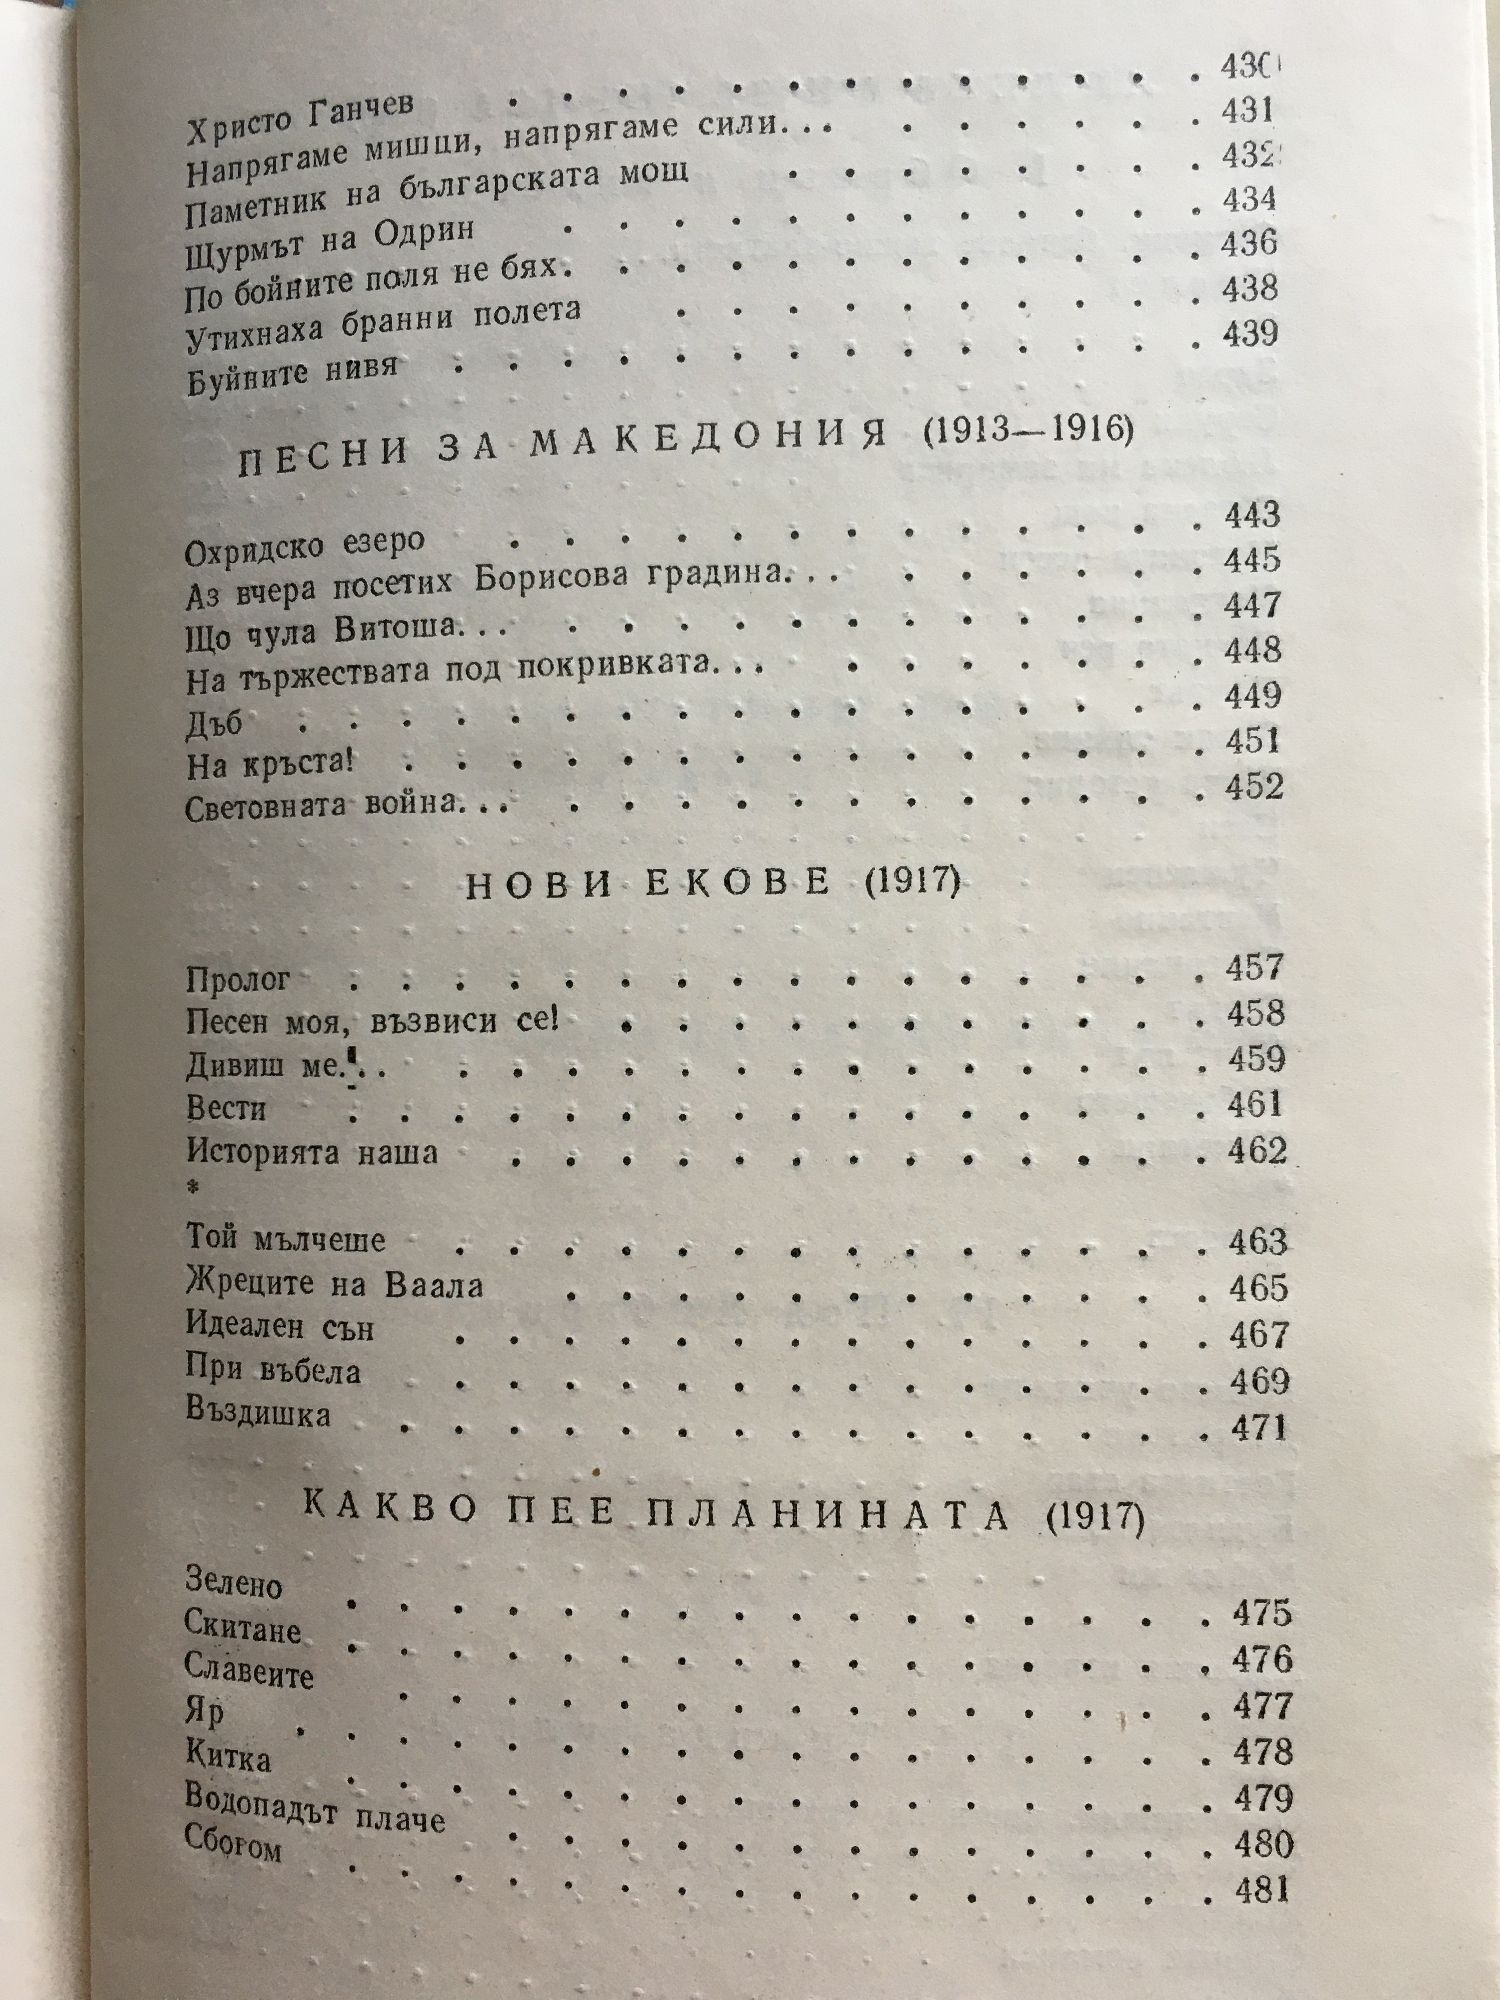 Христо Ганчев . . . . . . . . . . . . . 430
Напрягаме мишци, напрягаме сили. . . . . . . . . 431
Паметник на българската мощ . . . . . . . . 432
Щурмът на Одрин . . . . . . . . . . . . 434
По бойните поля не бях. . . . . . . . . . . . 436
Утихнаха бранни полета . . . . . . . . . . 438
Буйните нивя . . . . . . . . . . . . . . 439
ПЕСНИ ЗА МАКЕДОНИЯ (1913—1916)
Охридско езеро . . . . . . . . . . . . . 443
Аз вчера посетих Борисова градина. . . . . . . . . 445
Що чула Витоша. . . . . . . . . . . . . . . 447
На тържествата под покривката. . . . . . . . . . 448
Дъб . . . . . . . . . . . . . . . . . 449
На кръста! . . . . . . . . . . . . . . . 451
Световната война. . . . . . . . . . . . . . . 452
НОВИ ЕКОВЕ (1917)
Пролог . . . . . . . . . . . . . . . . 457
Песен моя, възвиси се! . . . . . . . . . . . 458
Дивиш ме. . . . . . . . . . . . . . . . . 459
Вести . . . . . . . . . . . . . . . . 461
Историята наша . . . . . . . . . . . . . 462
*
Той мълчеше . . . . . . . . . . . . . . 463
Жреците на Ваала . . . . . . . . . . . . 465
Идеален сън . . . . . . . . . . . . . . 467
При въбела . . . . . . . . . . . . . . 469
Въздишка . . . . . . . . . . . . . . . 471
КАКВО ПЕЕ ПЛАНИНАТА (1917)
Зелено . . . . . . . . . . . . . . . . 475
Скитане . . . . . . . . . . . . . . . . 476
Славеите . . . . . . . . . . . . . . . 477
Яр . . . . . . . . . . . . . . . . . 478
Китка . . . . . . . . . . . . . . . . 479
Водопадът плаче . . . . . . . . . . . . . 480
Сбогом . . . . . . . . . . . . . . . . 481